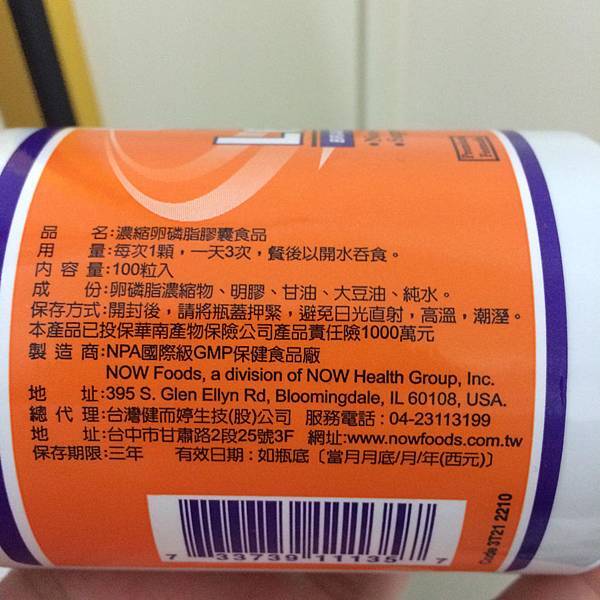 品　　名:濃縮卵磷脂膠囊食品
用　　量:每次1顆，一天3次，餐後以開水吞食。
內 容 量:100粒入
成　　份:卵磷脂濃縮物、明膠、甘油、大豆油、純水。
保存方式:開封後，請將瓶蓋押緊，避免日光直射，高溫，潮溼。
本產品已投保華南產物保險公司產品責任險1000萬元
製 造 商:NPA國際級GMP保健食品廠
NOW Foods, a division of NOW Health Group, Inc.
地　　址:395 S. Glen Ellyn Rd, Bloomingdale, IL 60108, USA.
總 代 理:台灣健而婷生技(股)公司　服務電話：04-23113199
地　　址:台中市甘肅路2段25號3F　網址:www.nowfoods.com.tw
保存期限:三年　有效日期：如瓶底〔當月月底/月/年(西元)〕
7 33739 11135 7
Code 3T21 2210